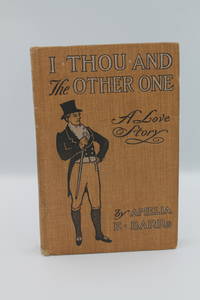 I THOU AND
The OTHER ONE
A Love
Story
By AMELIA
E. BARR